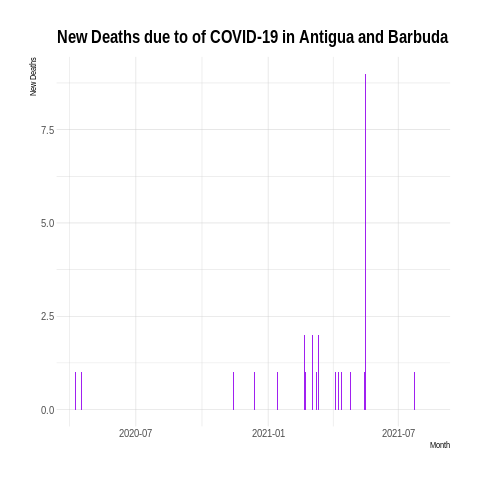 New Deaths due to of COVID-19 in Antigua and Barbuda
New Deaths
7.5
5.0
2.5
0.0
2020-07 2021-01 2021-07
Month